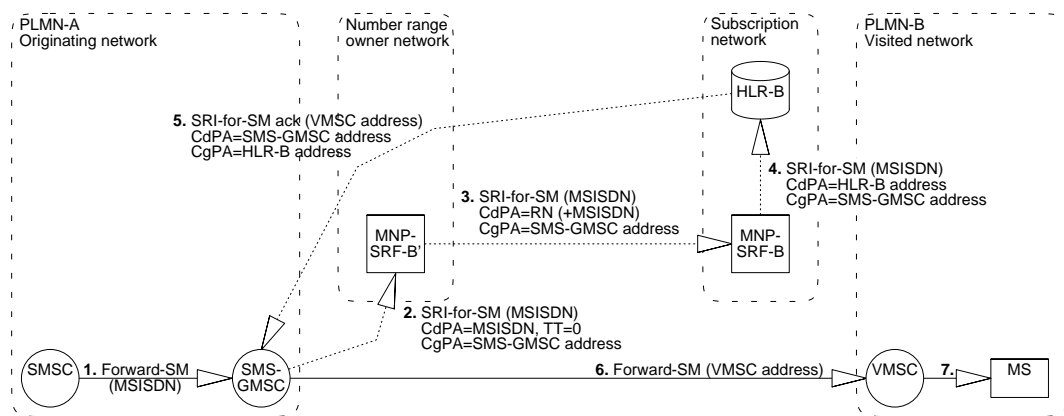 PLMN-A
Originating network
Number range
owner network
Subscription
network
PLMN-B
Visited network
HLR-B
5. SRI-for-SM ack (VMSC address)
CdPA=SMS-GMSC address
CgPA=HLR-B address
4. SRI-for-SM (MSISDN)
CdPA=HLR-B address
CgPA=SMS-GMSC address
3. SRI-for-SM (MSISDN)
CdPA=RN (+MSISDN)
CgPA=SMS-GMSC address
MNP-
SRF-B'
MNP-
SRF-B
2. SRI-for-SM (MSISDN)
CdPA=MSISDN, TT=0
CgPA=SMS-GMSC address
SMSC
1. Forward-SM
(MSISDN)
SMS-
GMSC
6. Forward-SM (VMSC address)
VMSC
7.
MS